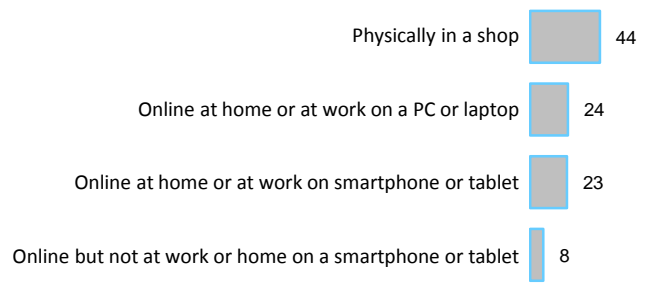 Physically in a shop 44
Online at home or at work on a PC or laptop 24
Online at home or at work on smartphone or tablet 23
Online but not at work or home on a smartphone or tablet 8